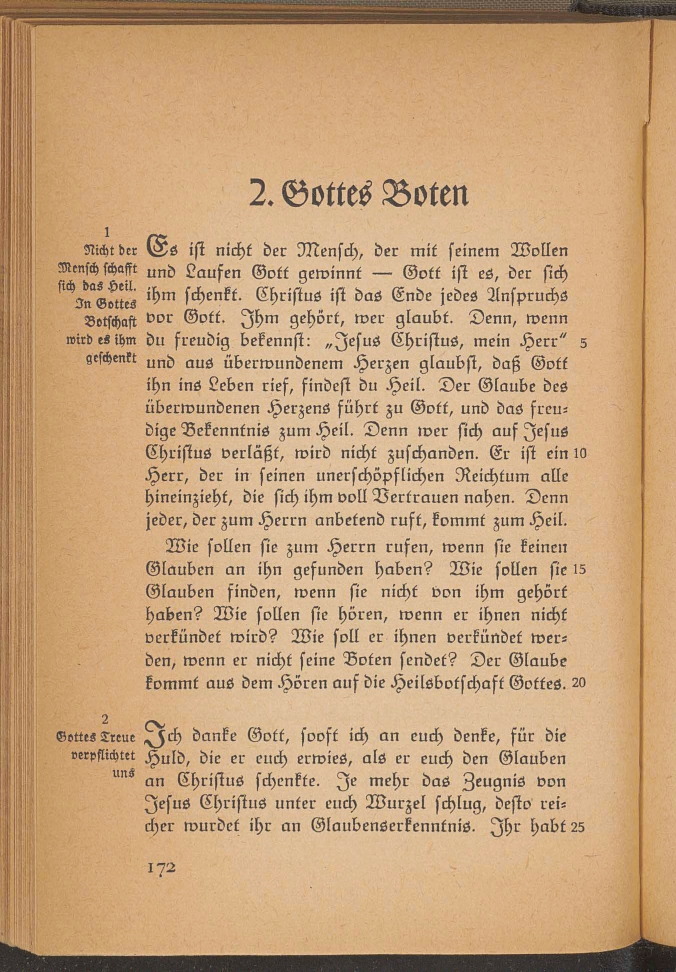 2. Gottes Boten
1
Nicht der
Mensch schafft
sich das Heil.
In Gottes
Botschaft
wird es ihm
geschenkt
Es ist nicht der Mensch, der mit seinem Wollen
und Laufen Gott gewinnt — Gott ist es, der sich
ihm schenkt. Christus ist das Ende jedes Anspruchs
vor Gott. Ihm gehört, wer glaubt. Denn, wenn
du freudig bekennst: „Jesus Christus, mein Herr“ 5
und aus überwundenem Herzen glaubst, daß Gott
ihn ins Leben rief, findest du Heil. Der Glaube des
überwundenen Herzens führt zu Gott, und das freu-
dige Bekenntnis zum Heil. Denn wer sich auf Jesus
Christus verläßt, wird nicht zuschanden. Er ist ein 10
Herr, der in seinen unerschöpflichen Reichtum alle
hineinzieht, die sich ihm voll Vertrauen nahen. Denn
jeder, der zum Herrn anbetend ruft, kommt zum Heil.
Wie sollen sie zum Herrn rufen, wenn sie keinen
Glauben an ihn gefunden haben? Wie sollen sie 15
Glauben finden, wenn sie nicht von ihm gehört
haben? Wie sollen sie hören, wenn er ihnen nicht
verkündet wird? Wie soll er ihnen verkündet wer-
den, wenn er nicht seine Boten sendet? Der Glaube
kommt aus dem Hören auf die Heilsbotschaft Gottes. 20
2
Gottes Treue
verpflichtet
uns
Ich danke Gott, sooft ich an euch denke, für die
Huld, die er euch erwies, als er euch den Glauben
an Christus schenkte. Je mehr das Zeugnis von
Jesus Christus unter euch Wurzel schlug, desto rei-
cher wurdet ihr an Glaubenserkenntnis. Ihr habt 25
172